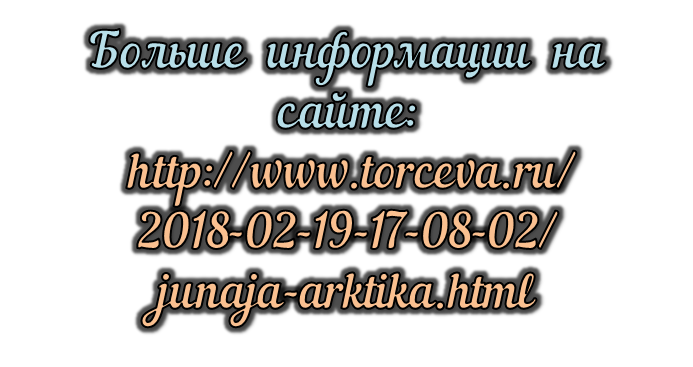 Больше информации на
сайте:
http://www.torceva.ru/
2018-02-19-17-08-02/
junaja-arktika.html